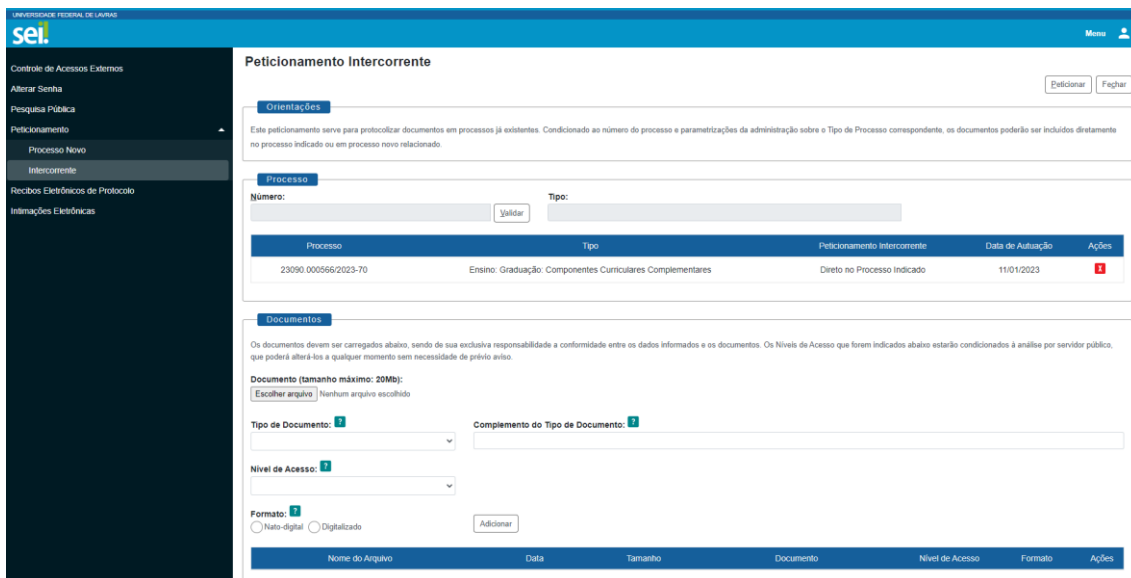 UNIVERSIDADE FEDERAL DE LAVRAS
sei!
Menu
Controle de Acessos Externos
Alterar Senha
Pesquisa Pública
Peticionamento
Processo Novo
Intercorrente
Recibos Eletrônicos de Protocolo
Intimações Eletrônicas
Peticionamento Intercorrente
Peticionar Fechar
Orientações
Este peticionamento serve para protocolizar documentos em processos já existentes. Condicionado ao número do processo e parametrizações da administração sobre o Tipo de Processo correspondente, os documentos poderão ser incluídos diretamente
no processo indicado ou em processo novo relacionado.
Processo
Número: Tipo:
Validar
Processo Tipo Peticionamento Intercorrente Data de Autuação Ações
23090.000566/2023-70 Ensino: Graduação: Componentes Curriculares Complementares Direto no Processo Indicado 11/01/2023 X
Documentos
Os documentos devem ser carregados abaixo, sendo de sua exclusiva responsabilidade a conformidade entre os dados informados e os documentos. Os Níveis de Acesso que forem indicados abaixo estarão condicionados à análise por servidor público,
que poderá alterá-los a qualquer momento sem necessidade de prévio aviso.
Documento (tamanho máximo: 20Mb):
Escolher arquivo Nenhum arquivo escolhido
Tipo de Documento: ? Complemento do Tipo de Documento: ?
Nível de Acesso: ?
Formato: ?
Nato-digital Digitalizado Adicionar
Nome do Arquivo Data Tamanho Documento Nível de Acesso Formato Ações